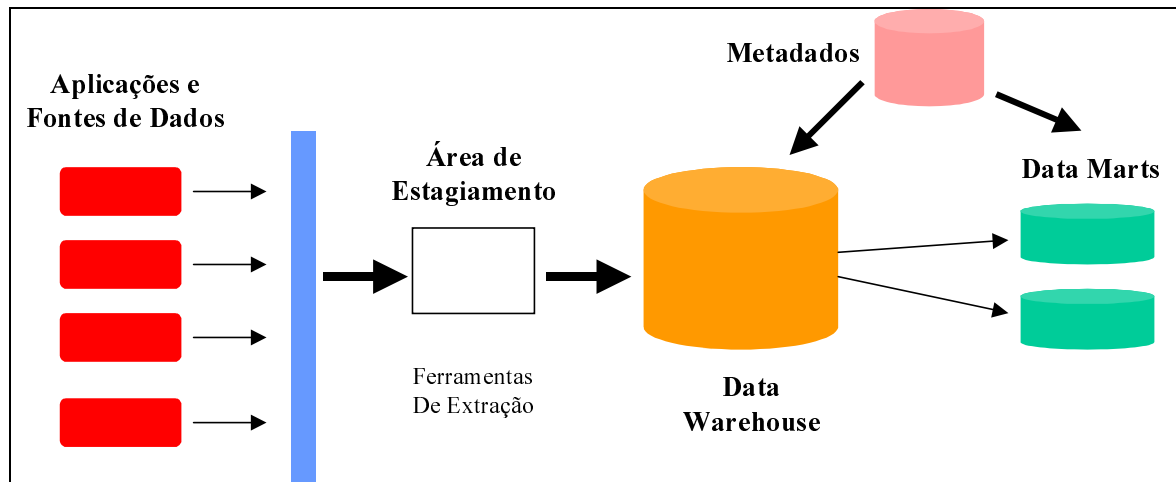 Aplicações e
Fontes de Dados
Área de
Estagiamento
Ferramentas
De Extração
Metadados
Data
Warehouse
Data Marts